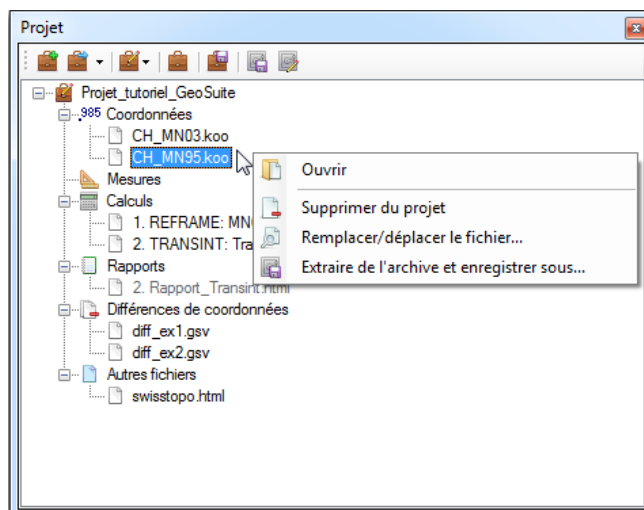 Projet
Projet_tutoriel_GeoSuite
.985 Coordonnées
CH_MN03.koo
CH_MN95.koo
Ouvrir
Mesures
Calculs
Supprimer du projet
1. REFRAME:
Remplacer/déplacer le fichier...
2. TRANSINT:
Extraire de l'archive et enregistrer sous...
Rapports
2. Rapport_Transint.html
Différences de coordonnées
diff_ex1.gsv
diff_ex2.gsv
Autres fichiers
swisstopo.html